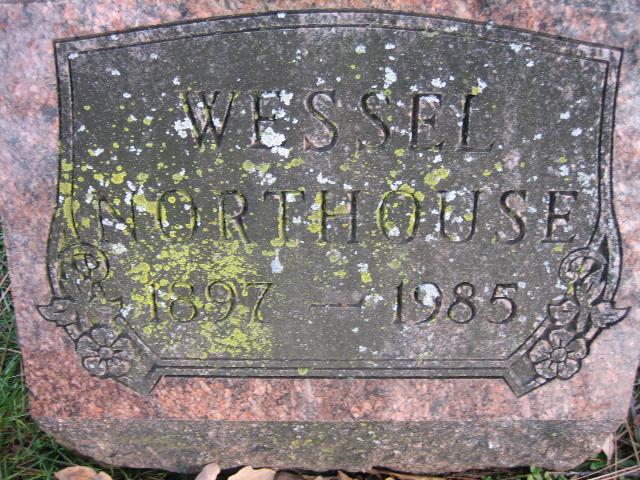 WESSEL
NORTHOUSE
1897 — 1985